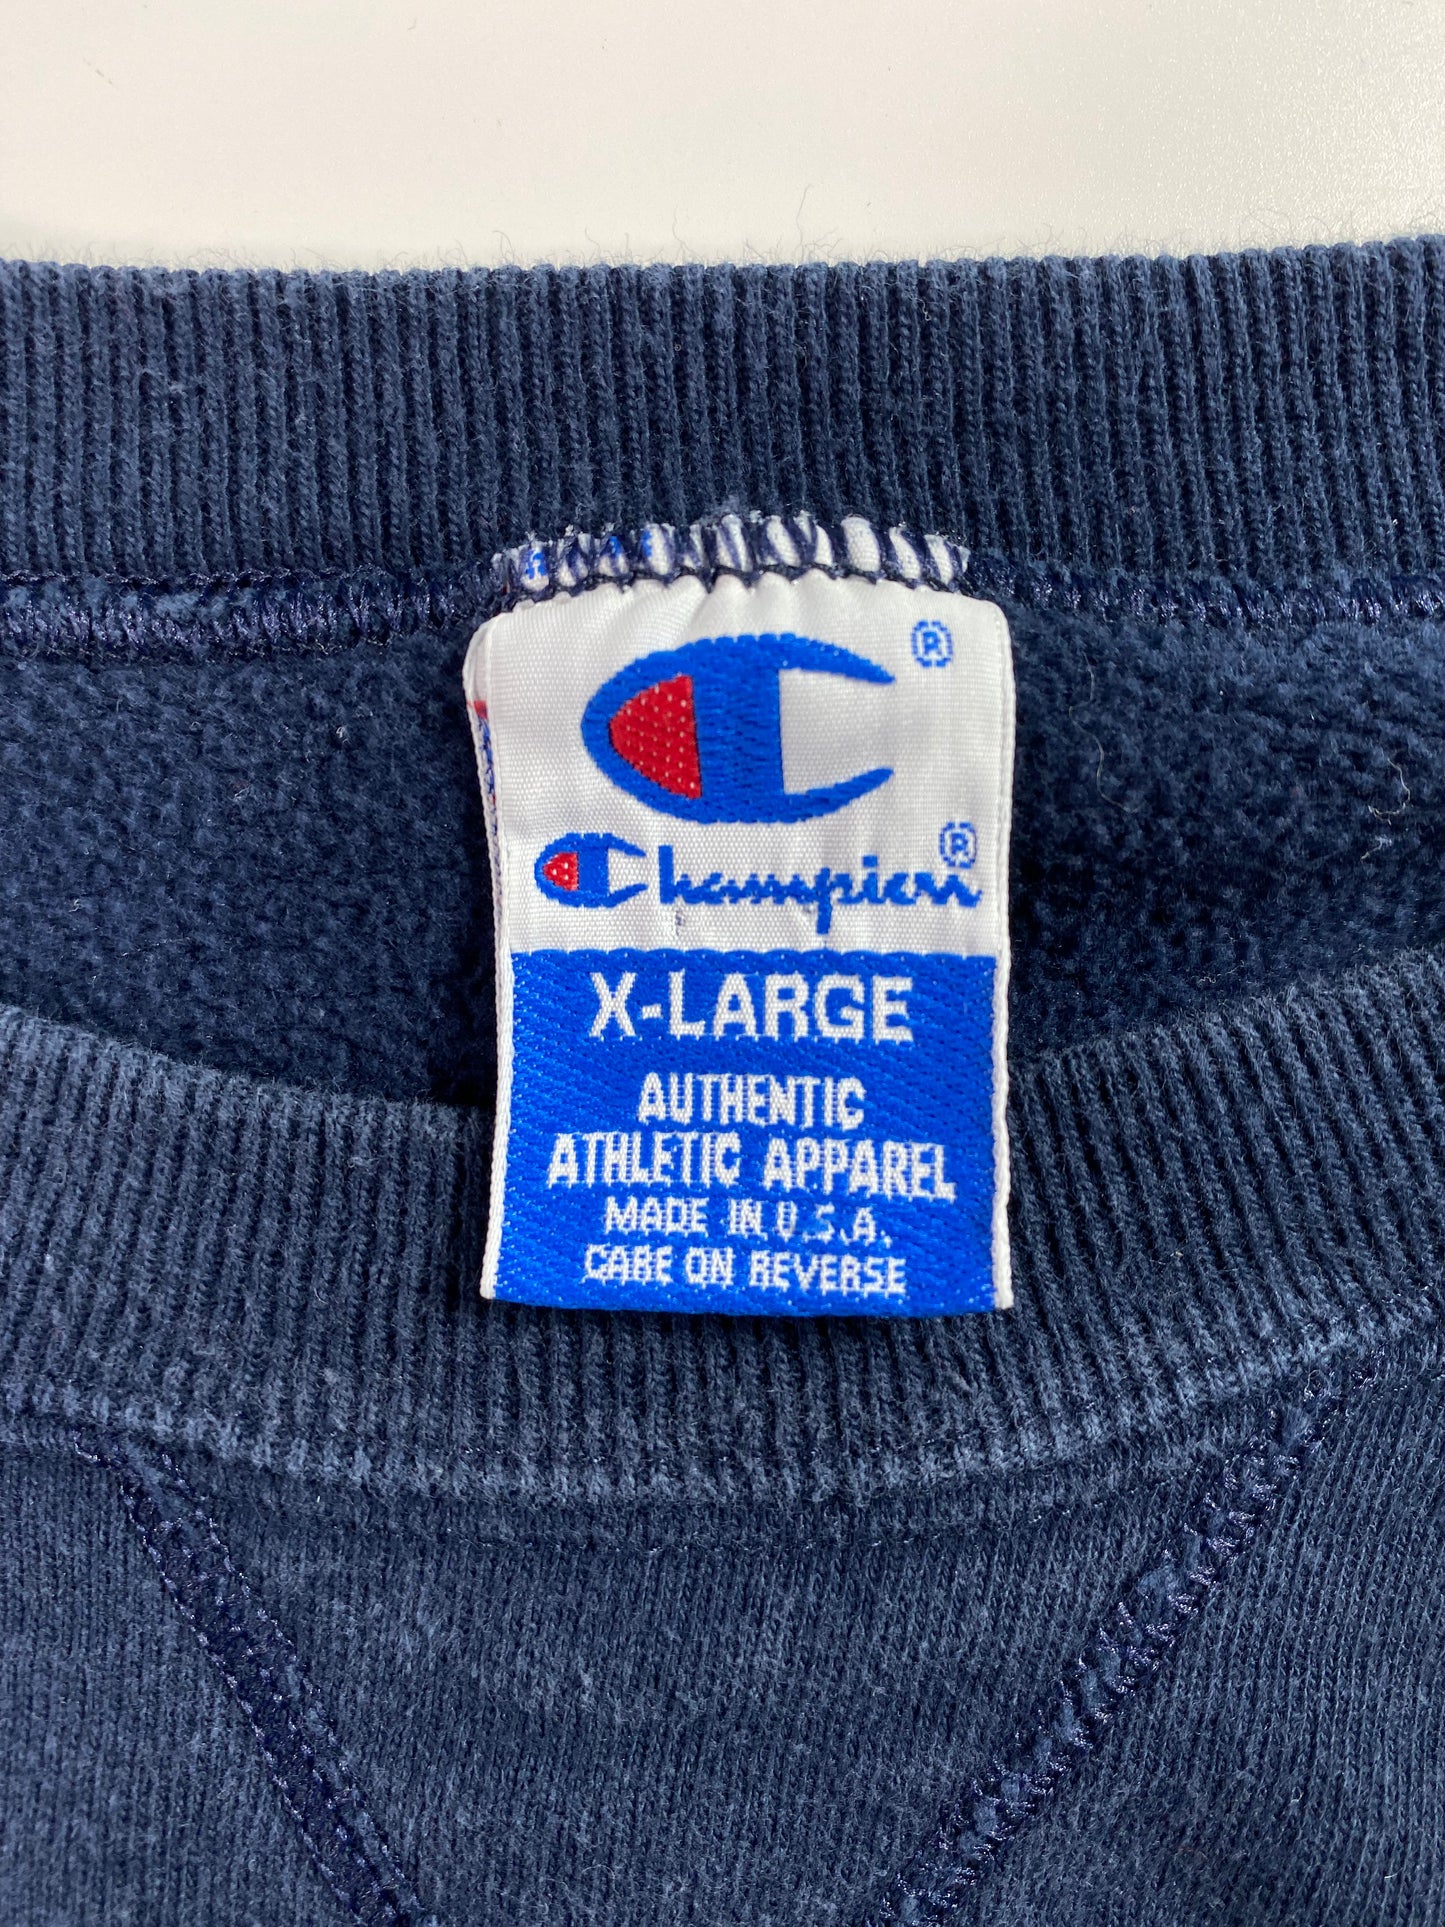 ®
Champion®
X-LARGE
AUTHENTIC
ATHLETIC APPAREL
MADE IN U.S.A.
CARE ON REVERSE